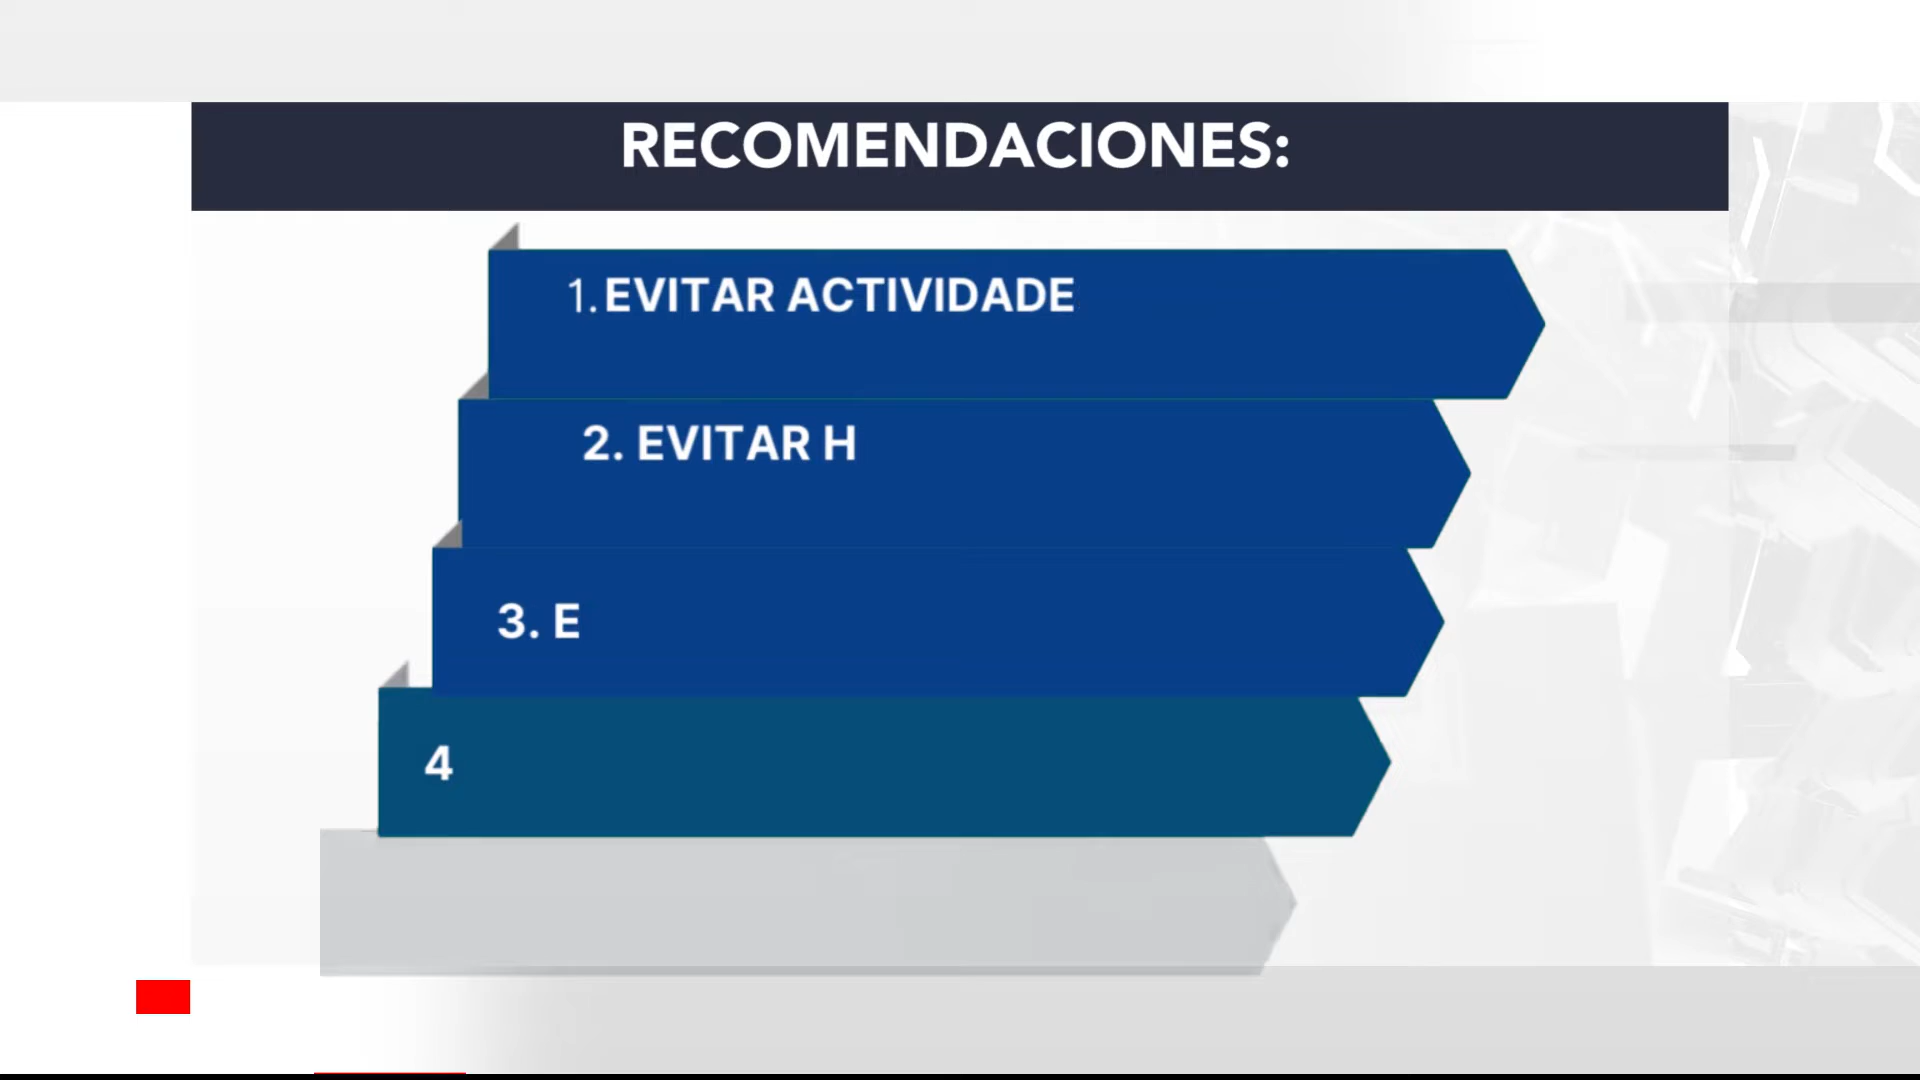 RECOMENDACIONES:
1. EVITAR ACTIVIDADE
2. EVITAR H
3. E
4